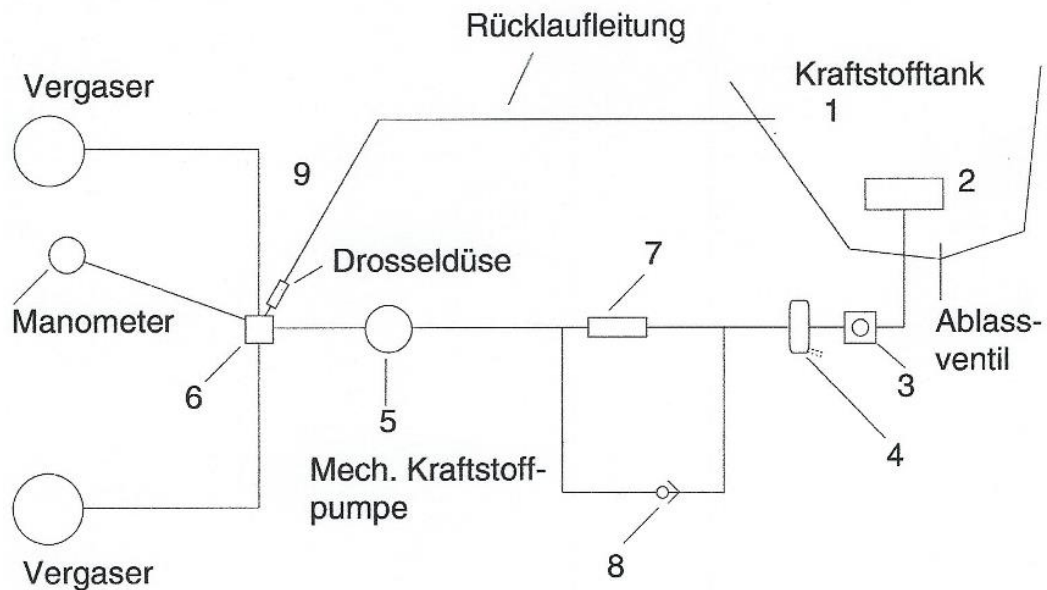 Rücklaufleitung
Vergaser
Kraftstofftank
1
2
9
Drosseldüse
7
Manometer
Ablass-
ventil
6
5
3
4
Mech. Kraftstoff-
pumpe
8
Vergaser